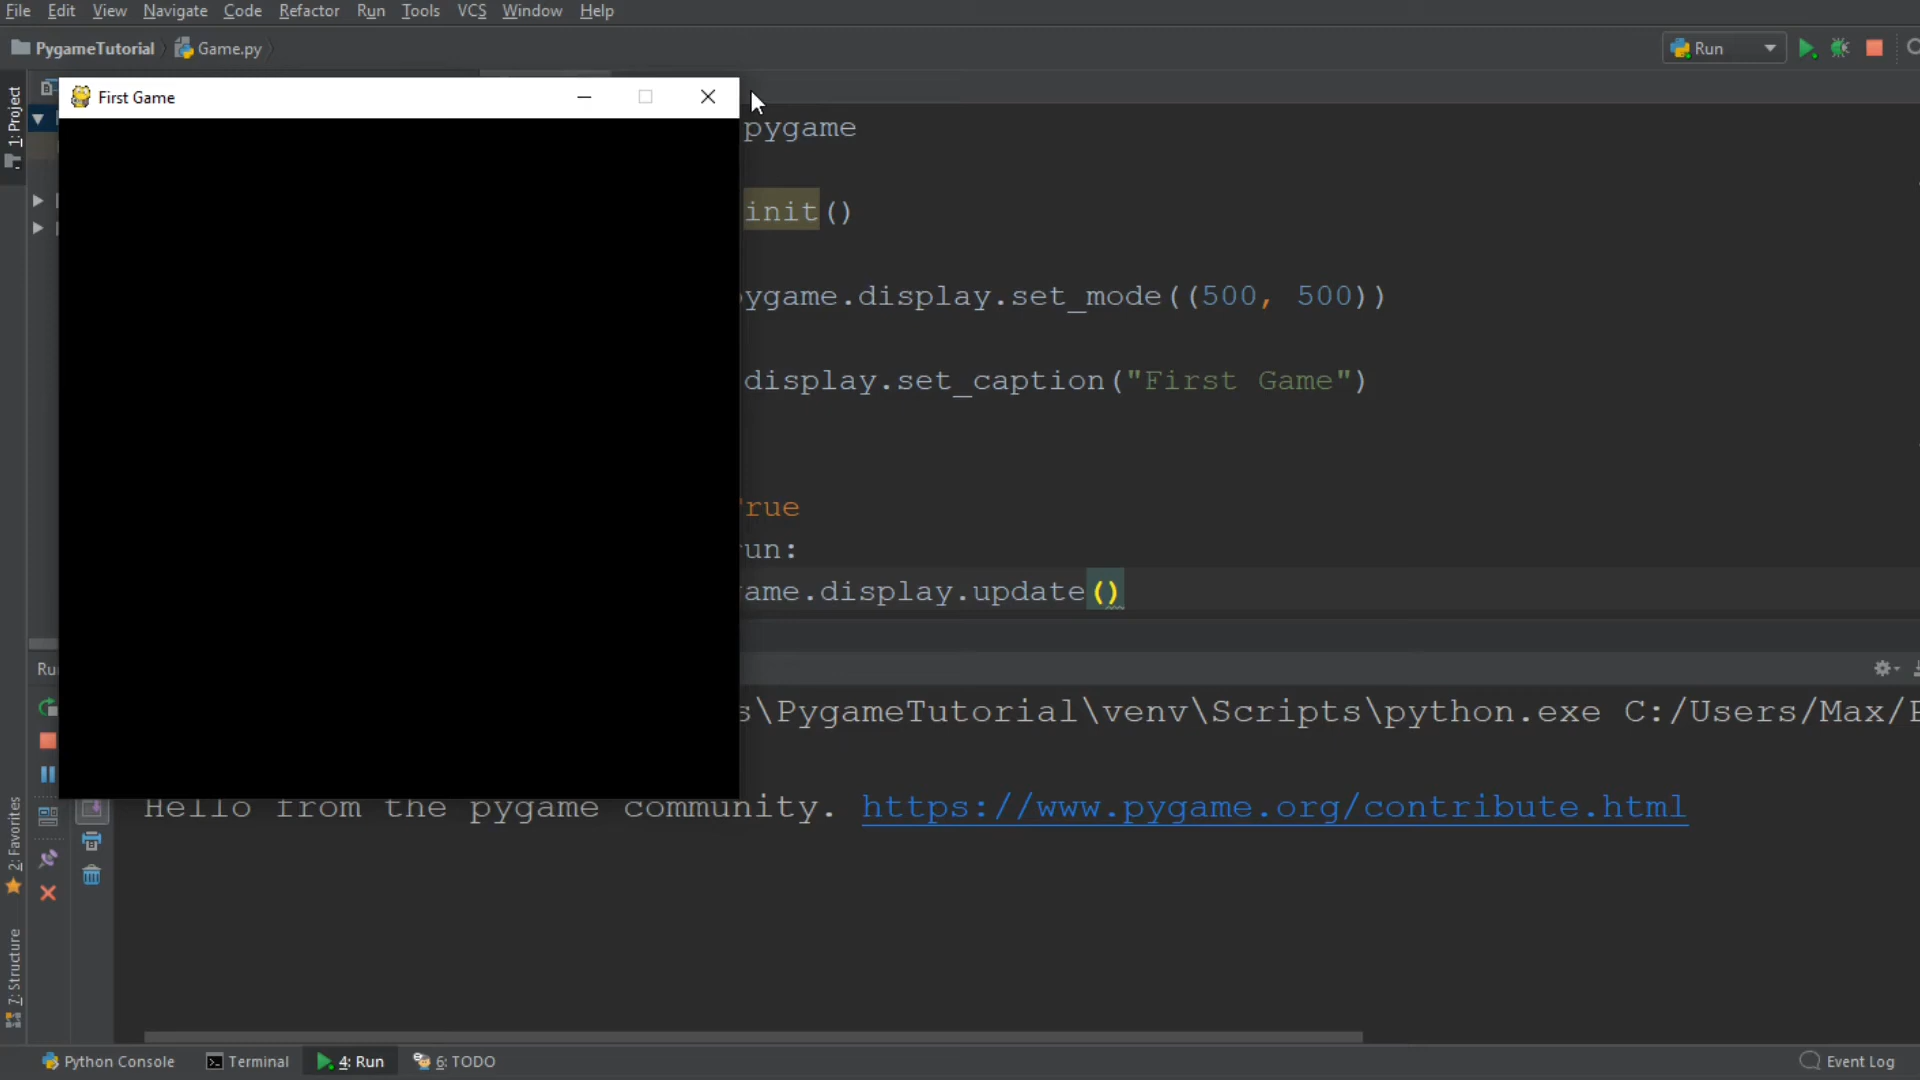 File Edit View Navigate Code Refactor Run Tools VCS Window Help
PygameTutorial Game.py Run
1: Project
First Game
pygame
init()
ygame.display.set_mode((500, 500))
display.set_caption("First Game")
rue
un:
ame.display.update()
Ru
s\PygameTutorial\venv\Scripts\python.exe C:/Users/Max/
Hello from the pygame community. https://www.pygame.org/contribute.html
2: Favorites
7: Structure
Python Console Terminal 4: Run 6: TODO Event Log